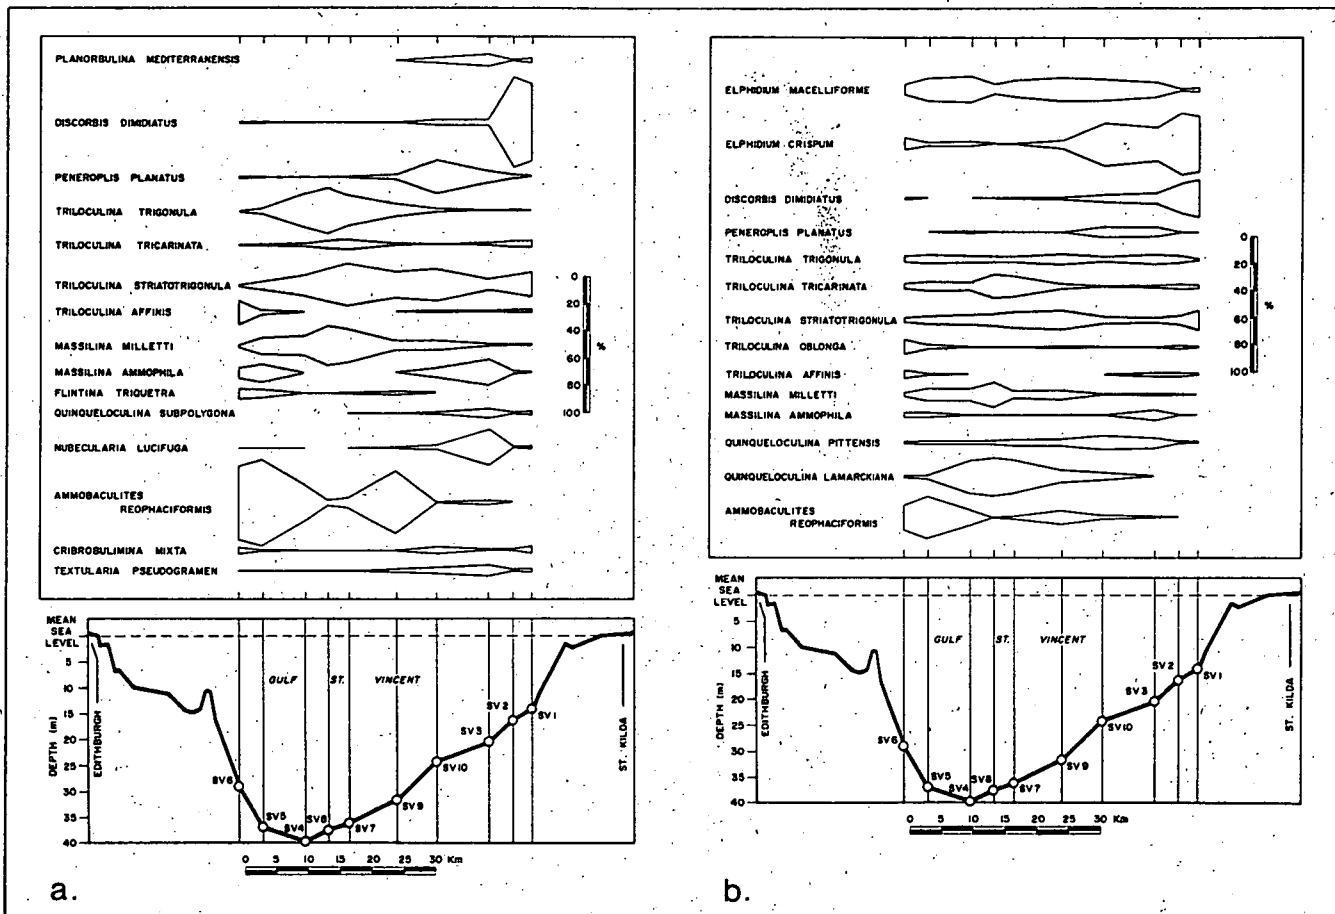 PLANORBULINA MEDITERRANENSIS
DISCORBIS DIMIDIATUS
PENEROPLIS PLANATUS
TRILOCULINA TRIGONULA
TRILOCULINA TRICARINATA
TRILOCULINA STRIATOTRIGONULA
TRILOCULINA AFFINIS
MASSILINA MILLETTI
MASSILINA AMMOPHILA
FLINTINA TRIQUETRA
QUINQUELOCULINA SUBPOLYGONA
NUBECULARIA LUCIFUGA
AMMOBACULITES
REOPHACIFORMIS
CRIBROBULIMINA MIXTA
TEXTULARIA PSEUDOGRAMEN
0
20
40
60
80
100
%
MEAN
SEA
LEVEL
5
10
15
20
25
30
35
40
DEPTH (m)
EDITHBURGH
GULF ST. VINCENT
SV6
SV5
SV4
SV8
SV7
SV9
SV10
SV3
SV2
SV1
ST. KILDA
0 5 10 15 20 25 30 Km
a.
ELPHIDIUM MACELLIFORME
ELPHIDIUM CRISPUM
DISCORBIS DIMIDIATUS
PENEROPLIS PLANATUS
TRILOCULINA TRIGONULA
TRILOCULINA TRICARINATA
TRILOCULINA STRIATOTRIGONULA
TRILOCULINA OBLONGA
TRILOCULINA AFFINIS
MASSILINA MILLETTI
MASSILINA AMMOPHILA
QUINQUELOCULINA PITTENSIS
QUINQUELOCULINA LAMARCKIANA
AMMOBACULITES
REOPHACIFORMIS
0
20
40
60
80
100
%
MEAN
SEA
LEVEL
5
10
15
20
25
30
35
40
DEPTH (m)
EDITHBURGH
GULF ST. VINCENT
SV6
SV5
SV4
SV8
SV7
SV9
SV10
SV3
SV2
SV1
ST. KILDA
0 5 10 15 20 25 30 Km
b.